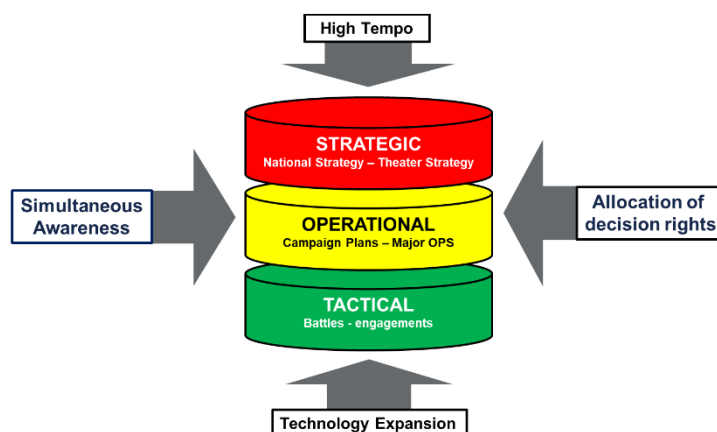 High Tempo
STRATEGIC
National Strategy – Theater Strategy
Simultaneous
Awareness
OPERATIONAL
Campaign Plans – Major OPS
Allocation of
decision rights
TACTICAL
Battles - engagements
Technology Expansion